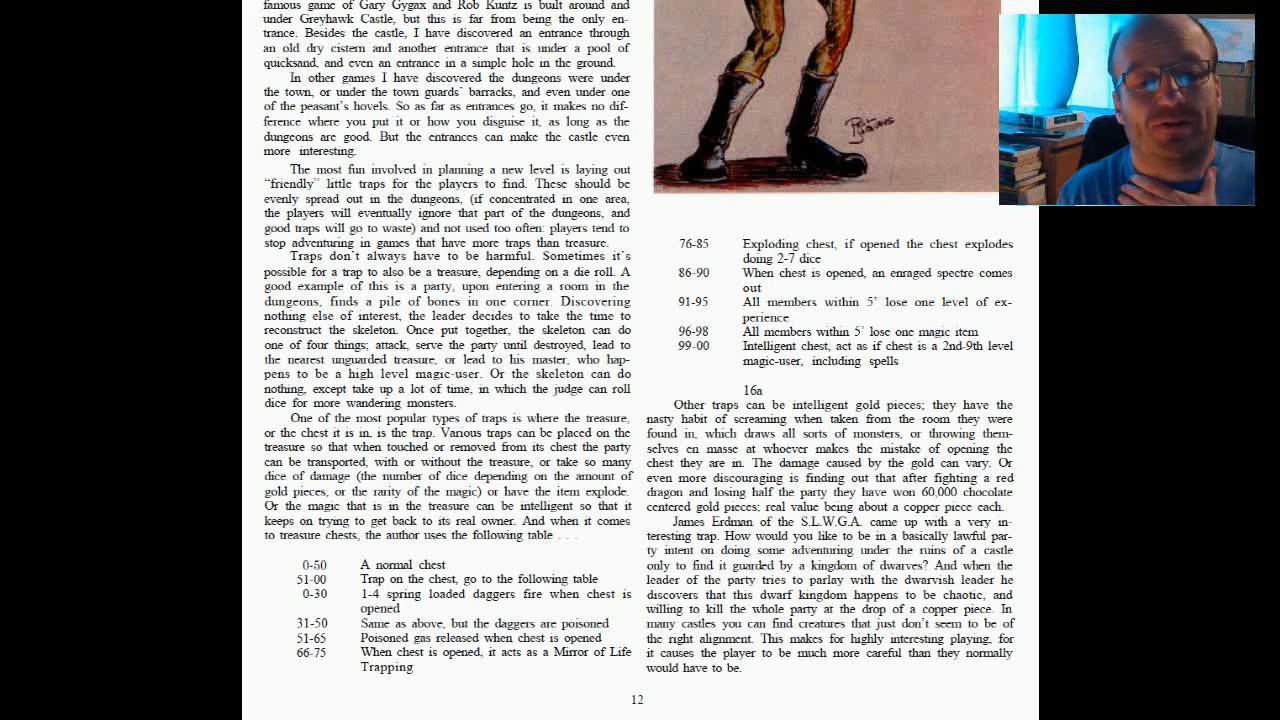 famous game of Gary Gygax and Rob Kuntz is built around and
under Greyhawk Castle, but this is far from being the only en-
trance. Besides the castle, I have discovered an entrance through
an old dry cistern and another entrance that is under a pool of
quicksand, and even an entrance in a simple hole in the ground.
In other games I have discovered the dungeons were under
the town, or under the town guards' barracks, and even under one
of the peasant's hovels. So as far as entrances go, it makes no dif-
ference where you put it or how you disguise it, as long as the
dungeons are good. But the entrances can make the castle even
more interesting.
The most fun involved in planning a new level is laying out
"friendly" little traps for the players to find. These should be
evenly spread out in the dungeons, (if concentrated in one area,
the players will eventually ignore that part of the dungeons, and
good traps will go to waste) and not used too often: players tend to
stop adventuring in games that have more traps than treasure.
Traps don't always have to be harmful. Sometimes it's
possible for a trap to also be a treasure, depending on a die roll. A
good example of this is a party, upon entering a room in the
dungeons, finds a pile of bones in one corner. Discovering
nothing else of interest, the leader decides to take the time to
reconstruct the skeleton. Once put together, the skeleton can do
one of four things; attack, serve the party until destroyed, lead to
the nearest unguarded treasure, or lead to his master, who hap-
pens to be a high level magic-user. Or the skeleton can do
nothing, except take up a lot of time, in which the judge can roll
dice for more wandering monsters.
One of the most popular types of traps is where the treasure,
or the chest it is in, is the trap. Various traps can be placed on the
treasure so that when touched or removed from its chest the party
can be transported, with or without the treasure, or take so many
dice of damage (the number of dice depending on the amount of
gold pieces, or the rarity of the magic) or have the item explode.
Or the magic that is in the treasure can be intelligent so that it
keeps on trying to get back to its real owner. And when it comes
to treasure chests, the author uses the following table . . .
0-50 A normal chest
51-00 Trap on the chest, go to the following table
0-30 1-4 spring loaded daggers fire when chest is
opened
31-50 Same as above, but the daggers are poisoned
51-65 Poisoned gas released when chest is opened
66-75 When chest is opened, it acts as a Mirror of Life
Trapping
76-85 Exploding chest, if opened the chest explodes
doing 2-7 dice
86-90 When chest is opened, an enraged spectre comes
out
91-95 All members within 5' lose one level of ex-
perience
96-98 All members within 5' lose one magic item
99-00 Intelligent chest, act as if chest is a 2nd-9th level
magic-user, including spells
16a
Other traps can be intelligent gold pieces; they have the
nasty habit of screaming when taken from the room they were
found in, which draws all sorts of monsters, or throwing them-
selves en masse at whoever makes the mistake of opening the
chest they are in. The damage caused by the gold can vary. Or
even more discouraging is finding out that after fighting a red
dragon and losing half the party they have won 60,000 chocolate
centered gold pieces; real value being about a copper piece each.
James Erdman of the S.L.W.G.A. came up with a very in-
teresting trap. How would you like to be in a basically lawful par-
ty intent on doing some adventuring under the ruins of a castle
only to find it guarded by a kingdom of dwarves? And when the
leader of the party tries to parlay with the dwarvish leader he
discovers that this dwarf kingdom happens to be chaotic, and
willing to kill the whole party at the drop of a copper piece. In
many castles you can find creatures that just don't seem to be of
the right alignment. This makes for highly interesting playing, for
it causes the player to be much more careful than they normally
would have to be.
12